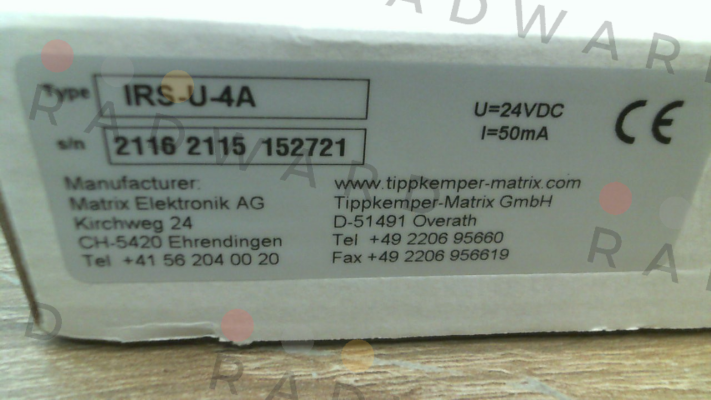 Type IRS-U-4A
s/n 2116 2115 152721
U=24VDC
I=50mA
CE
Manufacturer:
Matrix Elektronik AG
Kirchweg 24
CH-5420 Ehrendingen
Tel +41 56 204 00 20
www.tippkemper-matrix.com
Tippkemper-Matrix GmbH
D-51491 Overath
Tel +49 2206 95660
Fax +49 2206 956619
RADWAR
RADWAR
RADWAR
RADWAR